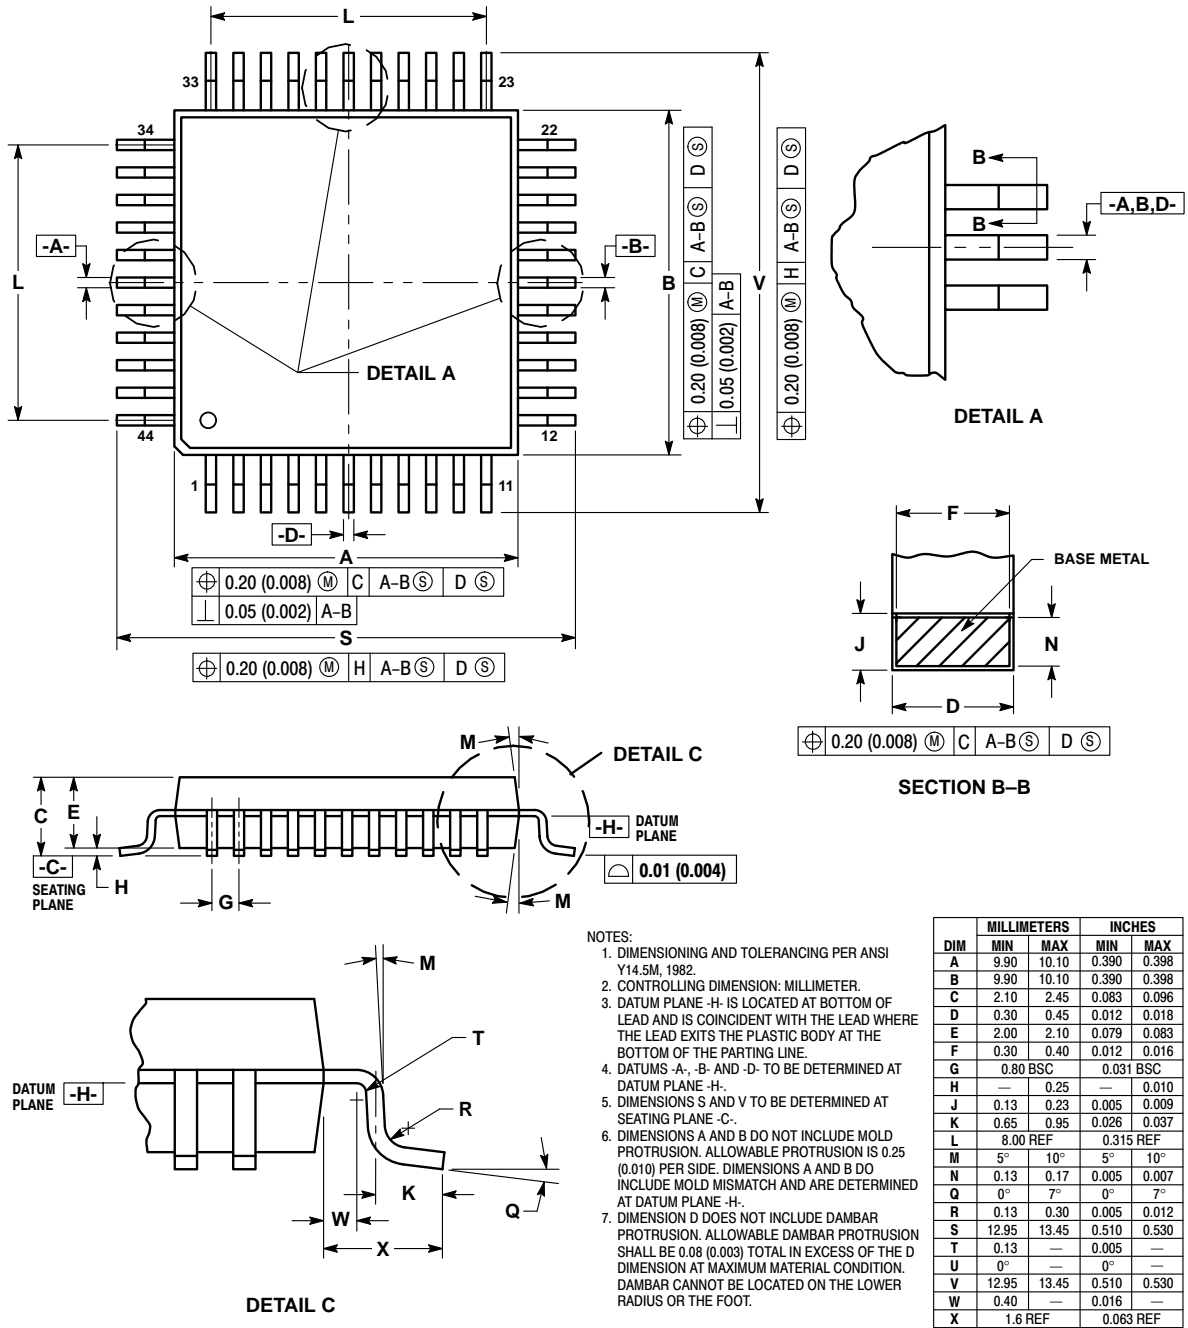 L
33
23
34
22
-A-
-B-
L
B
V
DETAIL A
44
12
1
11
-D-
A
⌖ 0.20 (0.008) Ⓜ C A–B Ⓢ D Ⓢ
⊥ 0.05 (0.002) A–B
S
⌖ 0.20 (0.008) Ⓜ H A–B Ⓢ D Ⓢ
⌖ 0.20 (0.008) Ⓜ C A–B Ⓢ D Ⓢ
⊥ 0.05 (0.002) A–B
⌖ 0.20 (0.008) Ⓜ H A–B Ⓢ D Ⓢ
B
B
-A,B,D-
DETAIL A
F
BASE METAL
J
N
D
⌖ 0.20 (0.008) Ⓜ C A–B Ⓢ D Ⓢ
SECTION B–B
M
DETAIL C
C
E
-H- DATUM
PLANE
-C-
SEATING
PLANE
H
G
M
⌓ 0.01 (0.004)
M
T
DATUM
PLANE
-H-
R
K
W
Q
X
DETAIL C
NOTES:
1. DIMENSIONING AND TOLERANCING PER ANSI
Y14.5M, 1982.
2. CONTROLLING DIMENSION: MILLIMETER.
3. DATUM PLANE -H- IS LOCATED AT BOTTOM OF
LEAD AND IS COINCIDENT WITH THE LEAD WHERE
THE LEAD EXITS THE PLASTIC BODY AT THE
BOTTOM OF THE PARTING LINE.
4. DATUMS -A-, -B- AND -D- TO BE DETERMINED AT
DATUM PLANE -H-.
5. DIMENSIONS S AND V TO BE DETERMINED AT
SEATING PLANE -C-.
6. DIMENSIONS A AND B DO NOT INCLUDE MOLD
PROTRUSION. ALLOWABLE PROTRUSION IS 0.25
(0.010) PER SIDE. DIMENSIONS A AND B DO
INCLUDE MOLD MISMATCH AND ARE DETERMINED
AT DATUM PLANE -H-.
7. DIMENSION D DOES NOT INCLUDE DAMBAR
PROTRUSION. ALLOWABLE DAMBAR PROTRUSION
SHALL BE 0.08 (0.003) TOTAL IN EXCESS OF THE D
DIMENSION AT MAXIMUM MATERIAL CONDITION.
DAMBAR CANNOT BE LOCATED ON THE LOWER
RADIUS OR THE FOOT.
MILLIMETERS INCHES
DIM MIN MAX MIN MAX
A 9.90 10.10 0.390 0.398
B 9.90 10.10 0.390 0.398
C 2.10 2.45 0.083 0.096
D 0.30 0.45 0.012 0.018
E 2.00 2.10 0.079 0.083
F 0.30 0.40 0.012 0.016
G 0.80 BSC 0.031 BSC
H — 0.25 — 0.010
J 0.13 0.23 0.005 0.009
K 0.65 0.95 0.026 0.037
L 8.00 REF 0.315 REF
M 5° 10° 5° 10°
N 0.13 0.17 0.005 0.007
Q 0° 7° 0° 7°
R 0.13 0.30 0.005 0.012
S 12.95 13.45 0.510 0.530
T 0.13 — 0.005 —
U 0° — 0° —
V 12.95 13.45 0.510 0.530
W 0.40 — 0.016 —
X 1.6 REF 0.063 REF